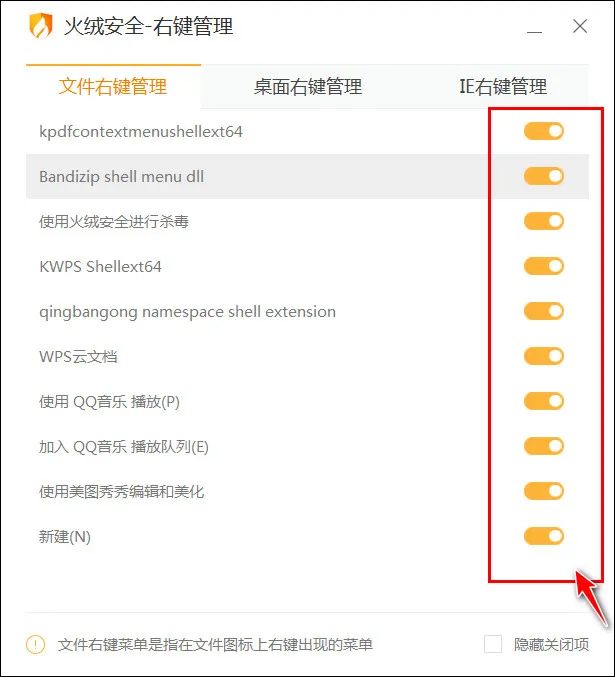 火绒安全-右键管理
文件右键管理 桌面右键管理 IE右键管理
kpdfcontextmenushellext64
Bandizip shell menu dll
使用火绒安全进行杀毒
KWPS Shellext64
qingbangong namespace shell extension
WPS云文档
使用 QQ音乐 播放(P)
加入 QQ音乐 播放队列(E)
使用美图秀秀编辑和美化
新建(N)
文件右键菜单是指在文件图标上右键出现的菜单 隐藏关闭项